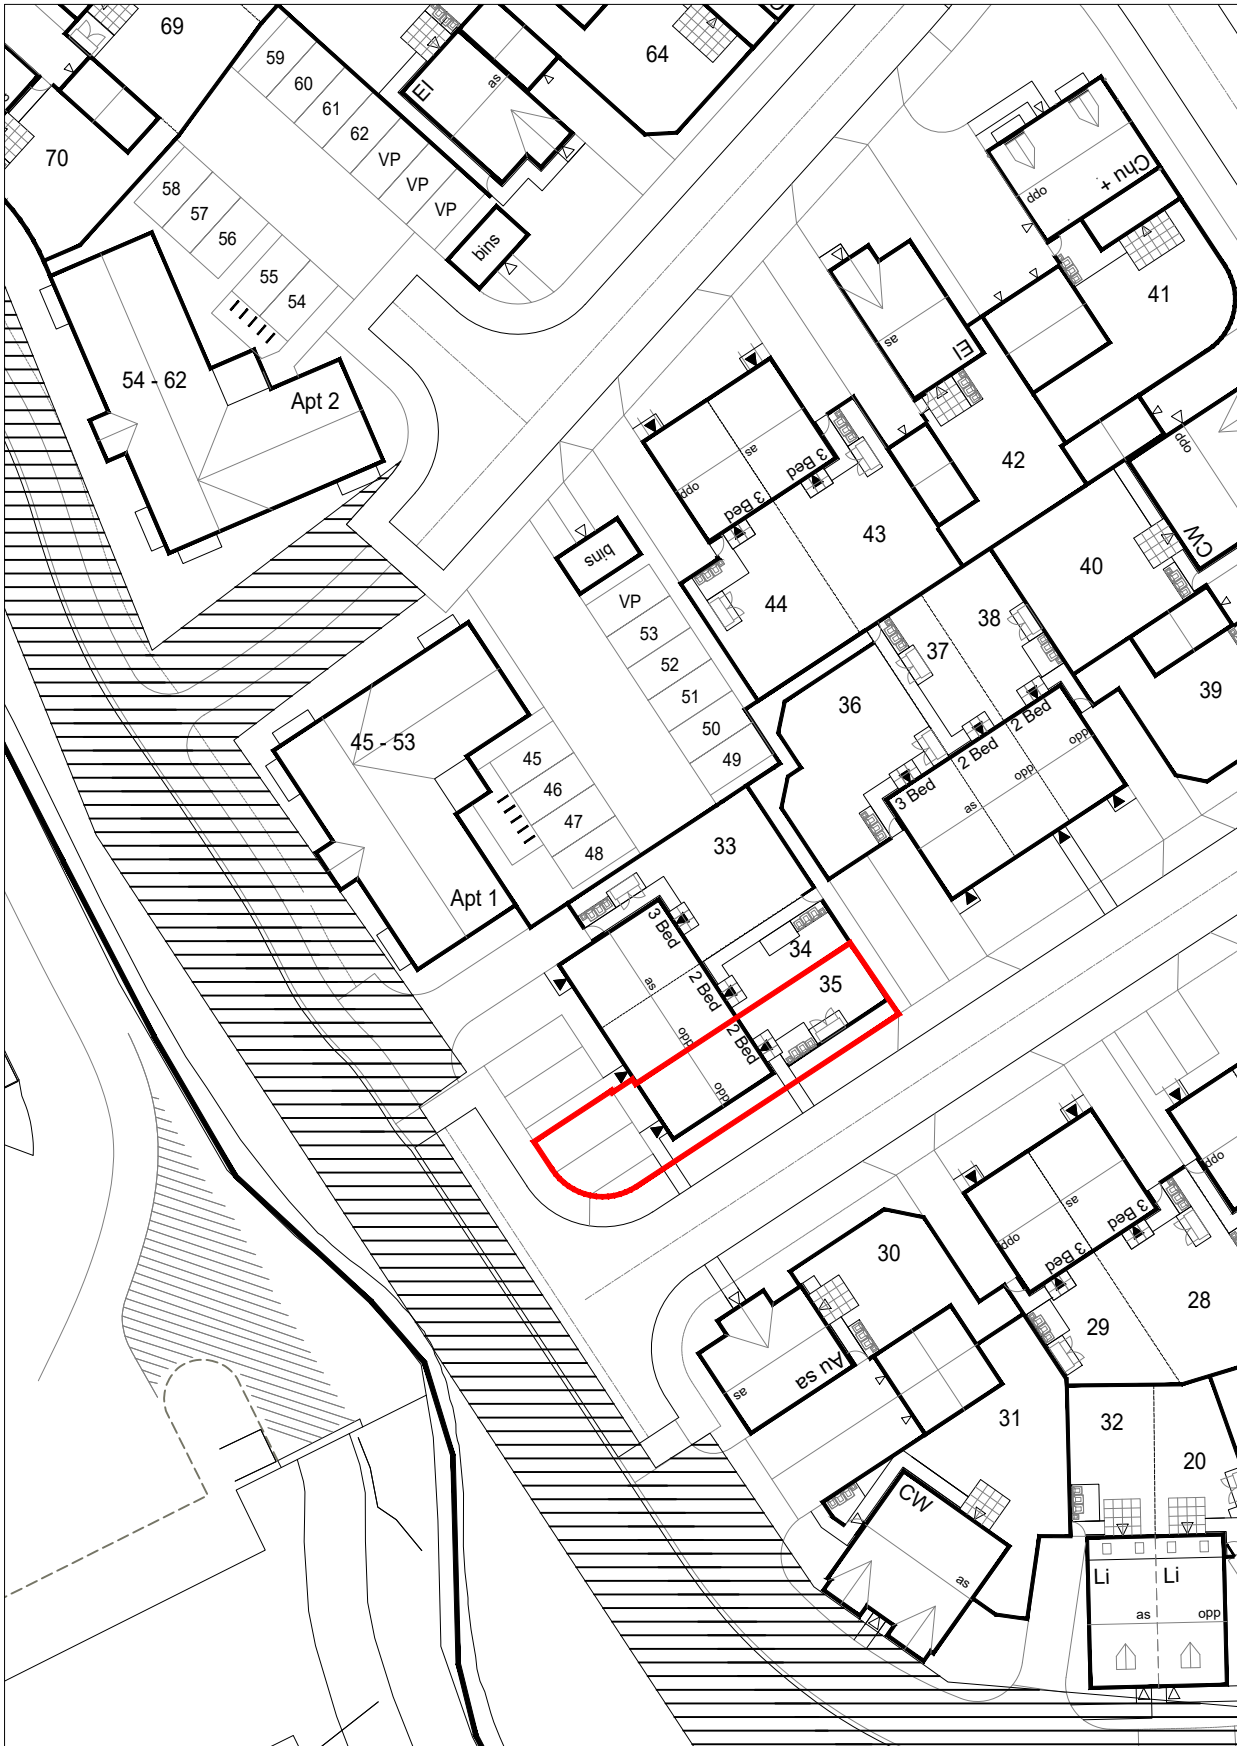 69
59
60
61
62
VP
VP
VP
El
as
64
70
58
57
56
55
54
bins
Chu +
opp
41
54 - 62
Apt 2
as
El
as
opp
3 Bed
3 Bed
42
43
44
opp
CW
40
bins
VP
53
52
51
50
49
38
37
36
39
2 Bed
2 Bed
3 Bed
opp
opp
as
45 - 53
45
46
47
48
Apt 1
33
3 Bed
as
2 Bed
34
35
opp
2 Bed
opp
as
opp
3 Bed
3 Bed
opp
30
29
28
Au sa
as
31
32
20
CW
as
Li
Li
as
opp